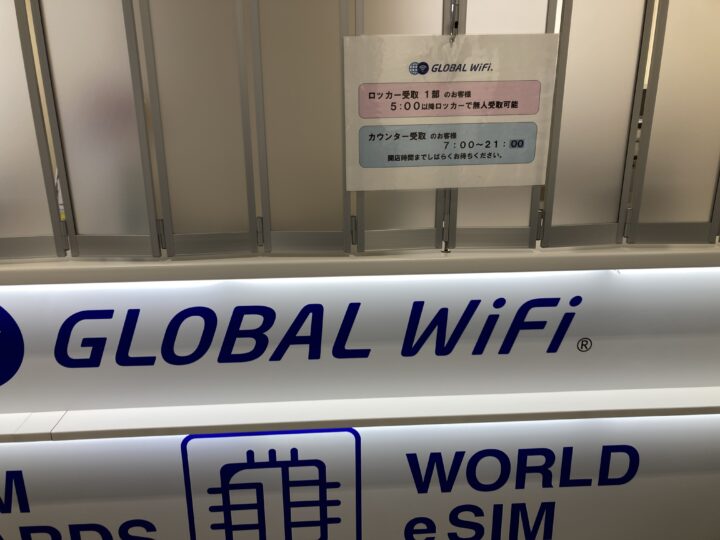 GLOBAL WiFi.
ロッカー受取 1部 のお客様
5:00以降ロッカーで無人受取可能
カウンター受取 のお客様
7:00～21:00
開店時間までしばらくお待ちください。
GLOBAL WiFi®
WORLD
eSIM